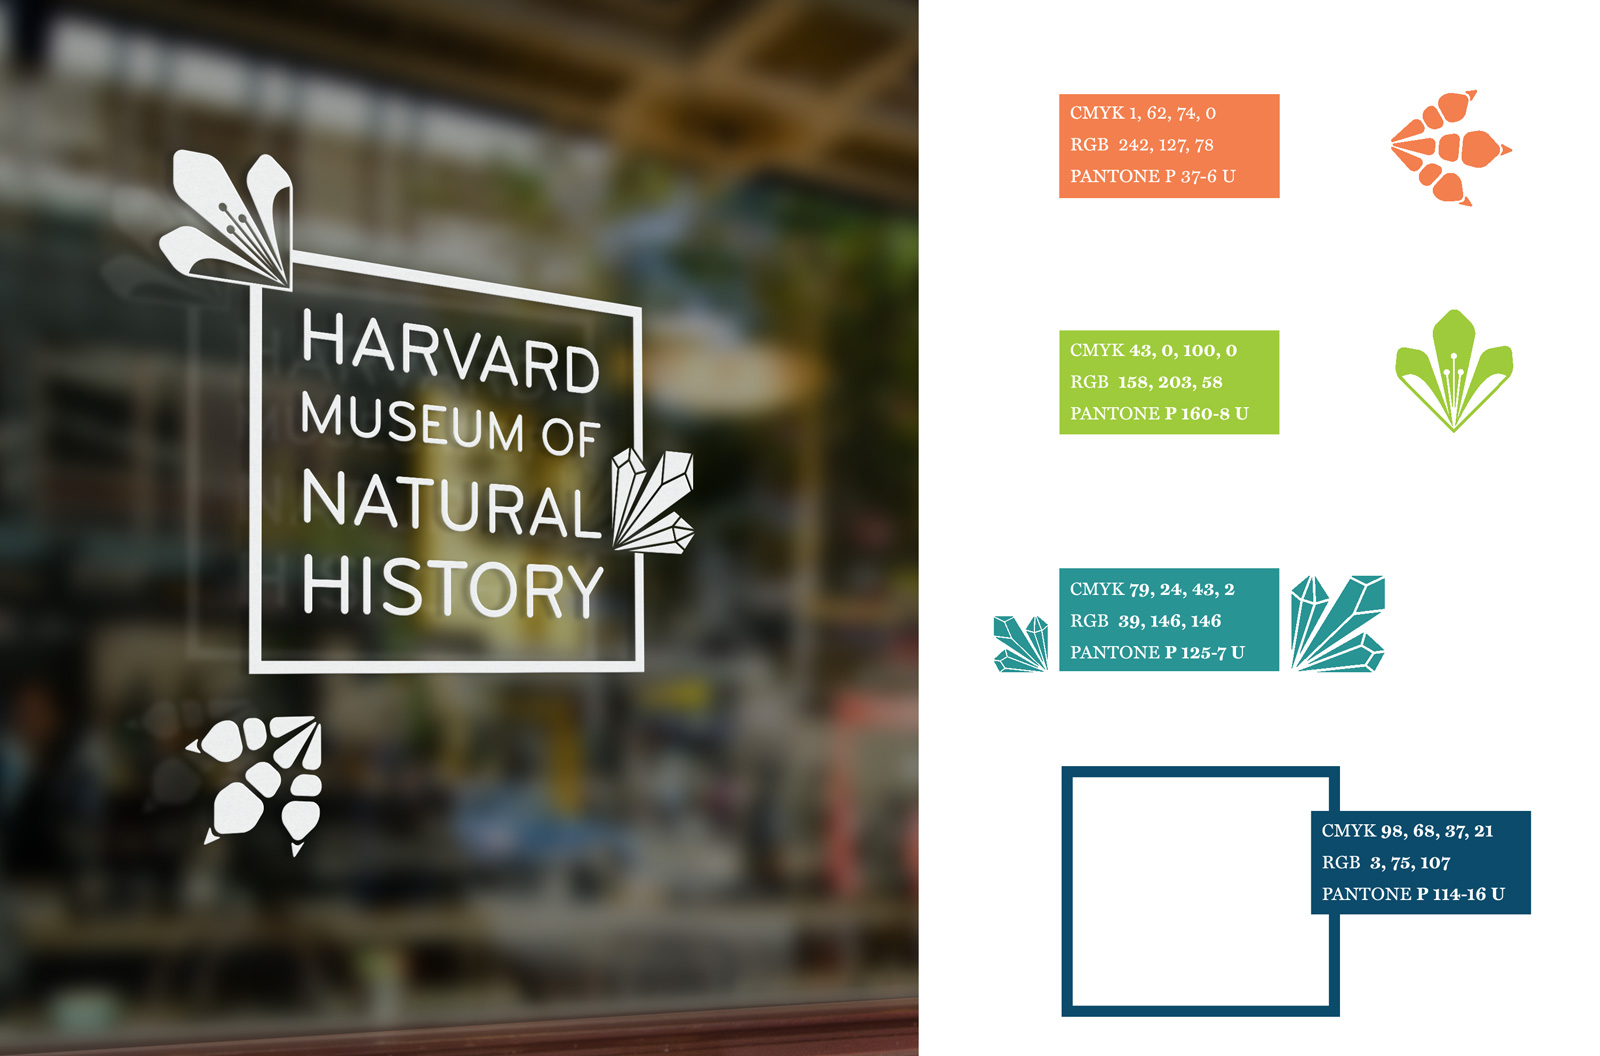 HARVARD
MUSEUM OF
NATURAL
HISTORY
CMYK 1, 62, 74, 0
RGB 242, 127, 78
PANTONE P 37-6 U
CMYK 43, 0, 100, 0
RGB 158, 203, 58
PANTONE P 160-8 U
CMYK 79, 24, 43, 2
RGB 39, 146, 146
PANTONE P 125-7 U
CMYK 98, 68, 37, 21
RGB 3, 75, 107
PANTONE P 114-16 U